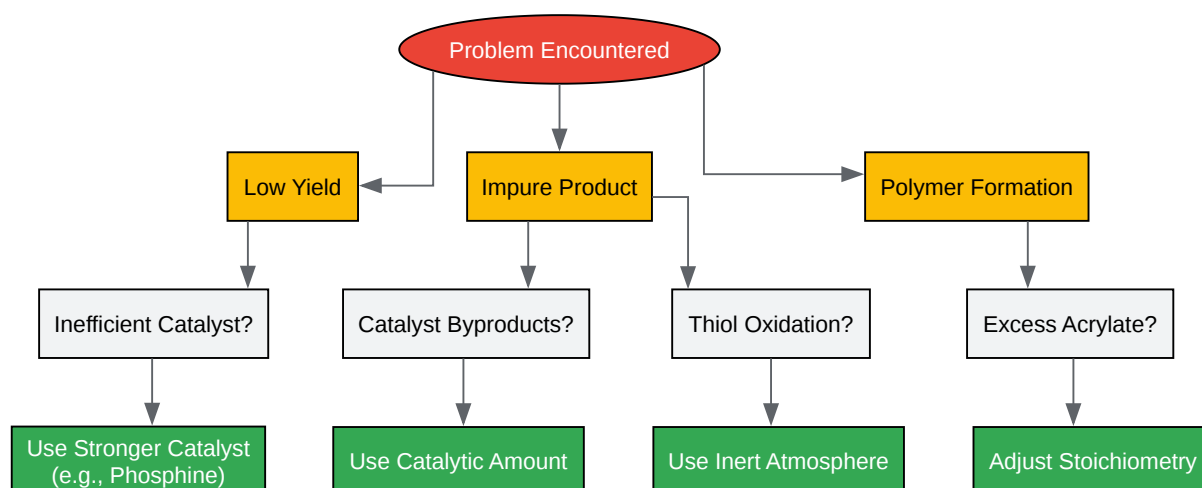 Problem Encountered
Low Yield
Impure Product
Polymer Formation
Inefficient Catalyst?
Catalyst Byproducts?
Thiol Oxidation?
Excess Acrylate?
Use Stronger Catalyst
(e.g., Phosphine)
Use Catalytic Amount
Use Inert Atmosphere
Adjust Stoichiometry